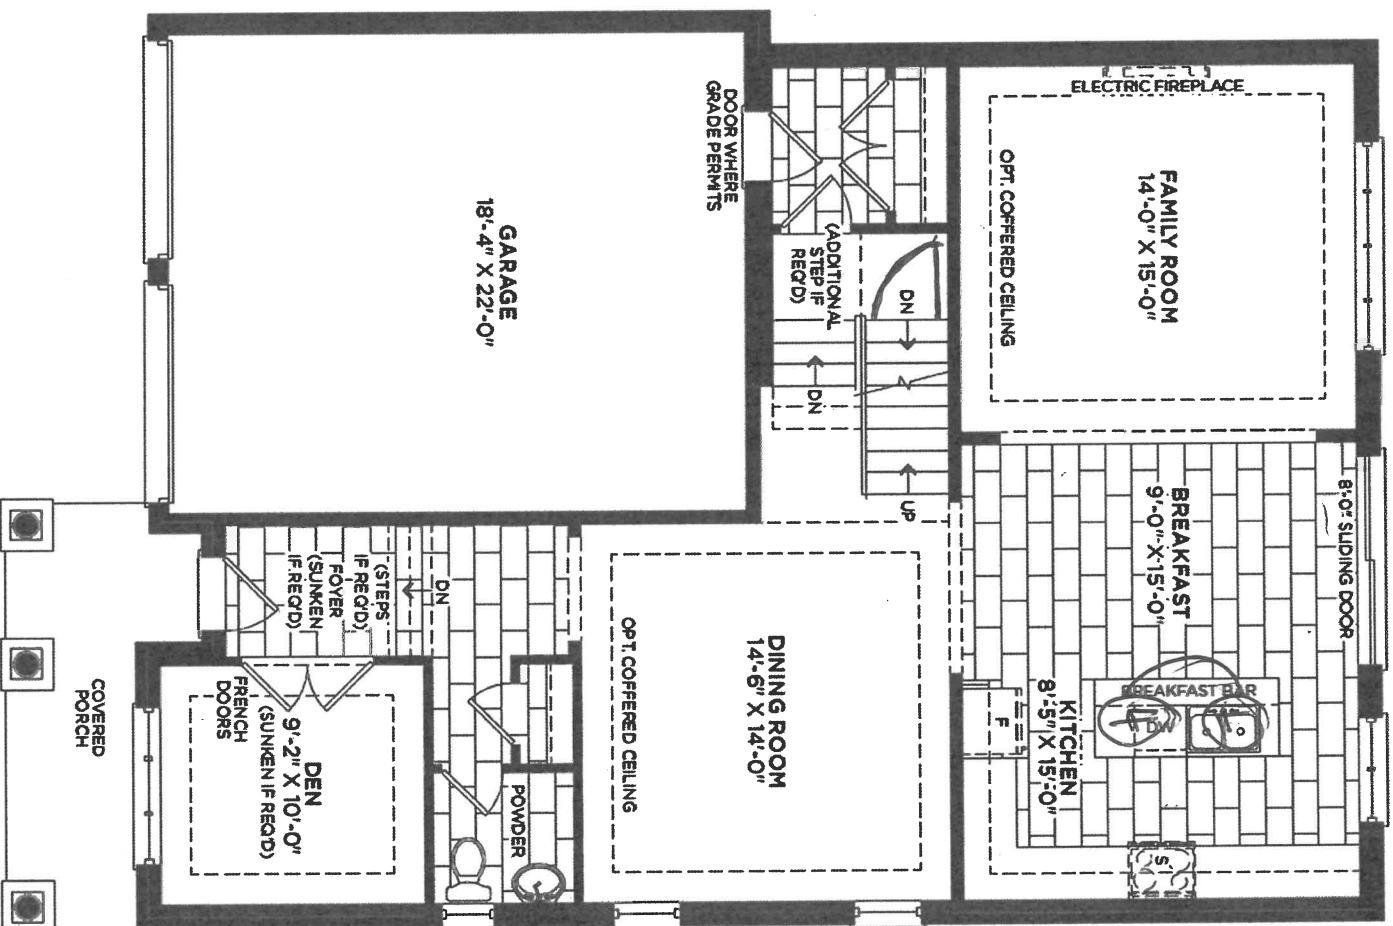 ELECTRIC FIREPLACE
FAMILY ROOM
14'-0" X 15'-0"
OPT. COFFERED CEILING
DOOR WHERE
GRADE PERMITS
GARAGE
18'-4" X 22'-0"
(ADDITIONAL
STEP IF
REQ'D)
DN
DN
UP
8'-0" SLIDING DOOR
BREAKFAST
9'-0" X 15'-0"
BREAKFAST BAR
DW
KITCHEN
8'-5" X 15'-0"
F
S
DINING ROOM
14'-6" X 14'-0"
OPT. COFFERED CEILING
DN
(STEPS
IF REQ'D)
FOYER
(SUNKEN
IF REQ'D)
POWDER
DEN
9'-2" X 10'-0"
(SUNKEN IF REQ'D)
FRENCH
DOORS
COVERED
PORCH